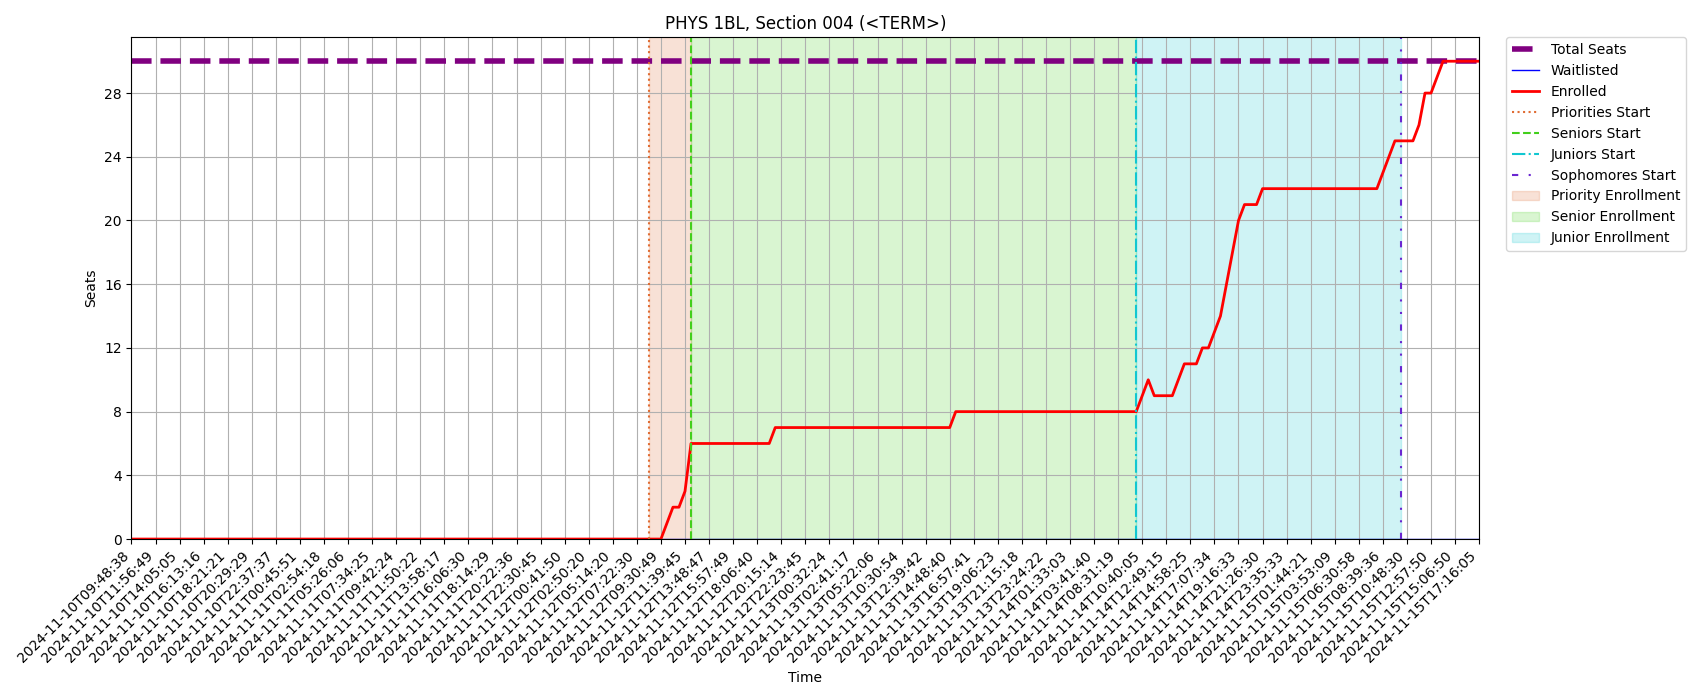 PHYS 1BL, Section 004 (<TERM>)
Total Seats
Waitlisted
Enrolled
Priorities Start
Seniors Start
Juniors Start
Sophomores Start
Priority Enrollment
Senior Enrollment
Junior Enrollment
Seats
28
24
20
16
12
8
4
0
2024-11-10T09:48:38
2024-11-10T11:56:49
2024-11-10T14:05:05
2024-11-10T16:13:16
2024-11-10T18:21:21
2024-11-10T20:29:29
2024-11-10T22:37:37
2024-11-11T00:45:51
2024-11-11T02:54:18
2024-11-11T05:26:06
2024-11-11T07:34:25
2024-11-11T09:42:24
2024-11-11T11:50:22
2024-11-11T13:58:17
2024-11-11T16:06:30
2024-11-11T18:14:29
2024-11-11T20:22:36
2024-11-11T22:30:45
2024-11-12T00:41:50
2024-11-12T02:50:20
2024-11-12T05:14:20
2024-11-12T07:22:30
2024-11-12T09:30:49
2024-11-12T11:39:45
2024-11-12T13:48:47
2024-11-12T15:57:49
2024-11-12T18:06:40
2024-11-12T20:15:14
2024-11-12T22:23:45
2024-11-13T00:32:24
2024-11-13T02:41:17
2024-11-13T05:22:06
2024-11-13T10:30:54
2024-11-13T12:39:42
2024-11-13T14:48:40
2024-11-13T16:57:41
2024-11-13T19:06:23
2024-11-13T21:15:18
2024-11-13T23:24:22
2024-11-14T01:33:03
2024-11-14T03:41:40
2024-11-14T08:31:19
2024-11-14T10:40:05
2024-11-14T12:49:15
2024-11-14T14:58:25
2024-11-14T17:07:34
2024-11-14T19:16:33
2024-11-14T21:26:30
2024-11-14T23:35:33
2024-11-15T01:44:21
2024-11-15T03:53:09
2024-11-15T06:30:58
2024-11-15T08:39:36
2024-11-15T10:48:30
2024-11-15T12:57:50
2024-11-15T15:06:50
2024-11-15T17:16:05
Time